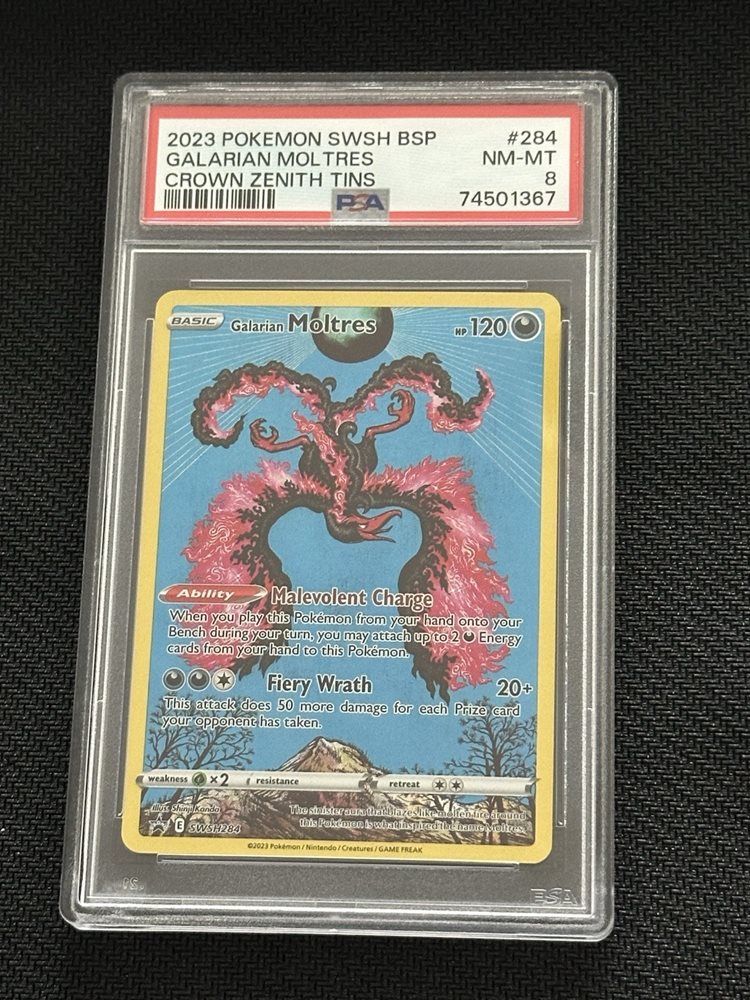 2023 POKEMON SWSH BSP #284
GALARIAN MOLTRES NM-MT
CROWN ZENITH TINS 8
PSA 74501367
BASIC Galarian Moltres HP 120
Ability Malevolent Charge
When you play this Pokémon from your hand onto your
Bench during your turn, you may attach up to 2 Energy
cards from your hand to this Pokémon.
Fiery Wrath 20+
This attack does 50 more damage for each Prize card
your opponent has taken.
weakness ×2 resistance retreat
Illus. Shinji Kanda
The sinister aura that blazes like molten fire around
this Pokémon is what inspired the name Moltres.
E SWSH284
©2023 Pokémon / Nintendo / Creatures / GAME FREAK